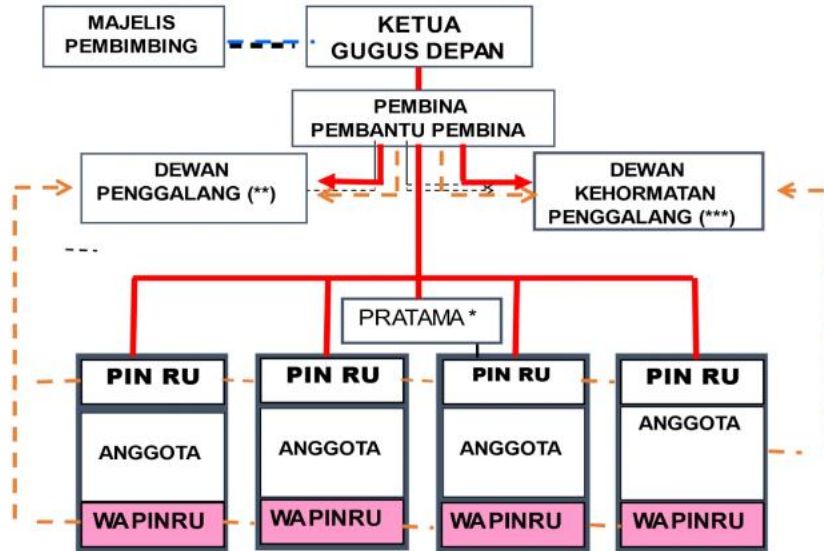 MAJELIS
PEMBIMBING
KETUA
GUGUS DEPAN
PEMBINA
PEMBANTU PEMBINA
DEWAN
PENGGALANG (**)
DEWAN
KEHORMATAN
PENGGALANG (***)
PRATAMA *
PIN RU
PIN RU
PIN RU
PIN RU
ANGGOTA
ANGGOTA
ANGGOTA
ANGGOTA
WAPINRU
WAPINRU
WAPINRU
WAPINRU